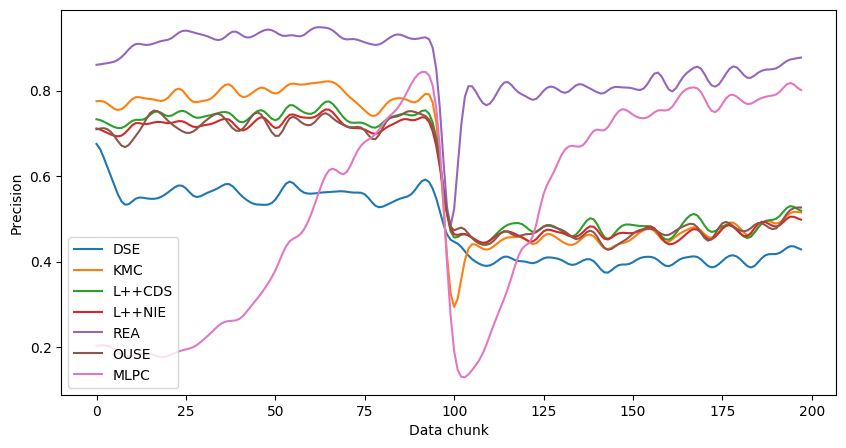 Precision
0.8
0.6
0.4
0.2
DSE
KMC
L++CDS
L++NIE
REA
OUSE
MLPC
0 25 50 75 100 125 150 175 200
Data chunk